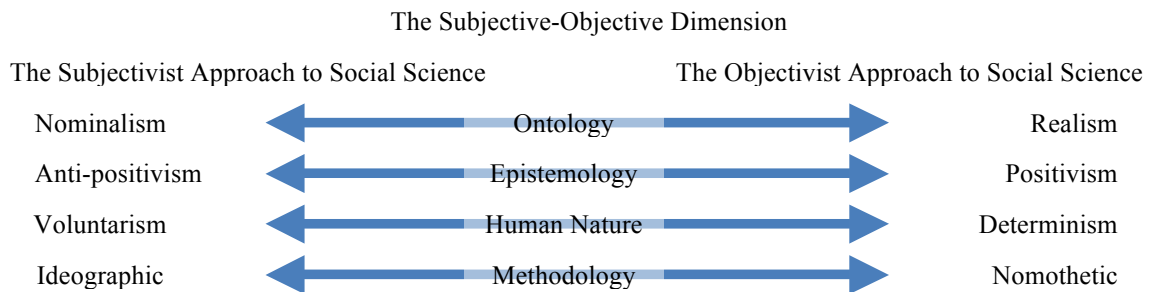 The Subjective-Objective Dimension
The Subjectivist Approach to Social Science The Objectivist Approach to Social Science
Nominalism Ontology Realism
Anti-positivism Epistemology Positivism
Voluntarism Human Nature Determinism
Ideographic Methodology Nomothetic